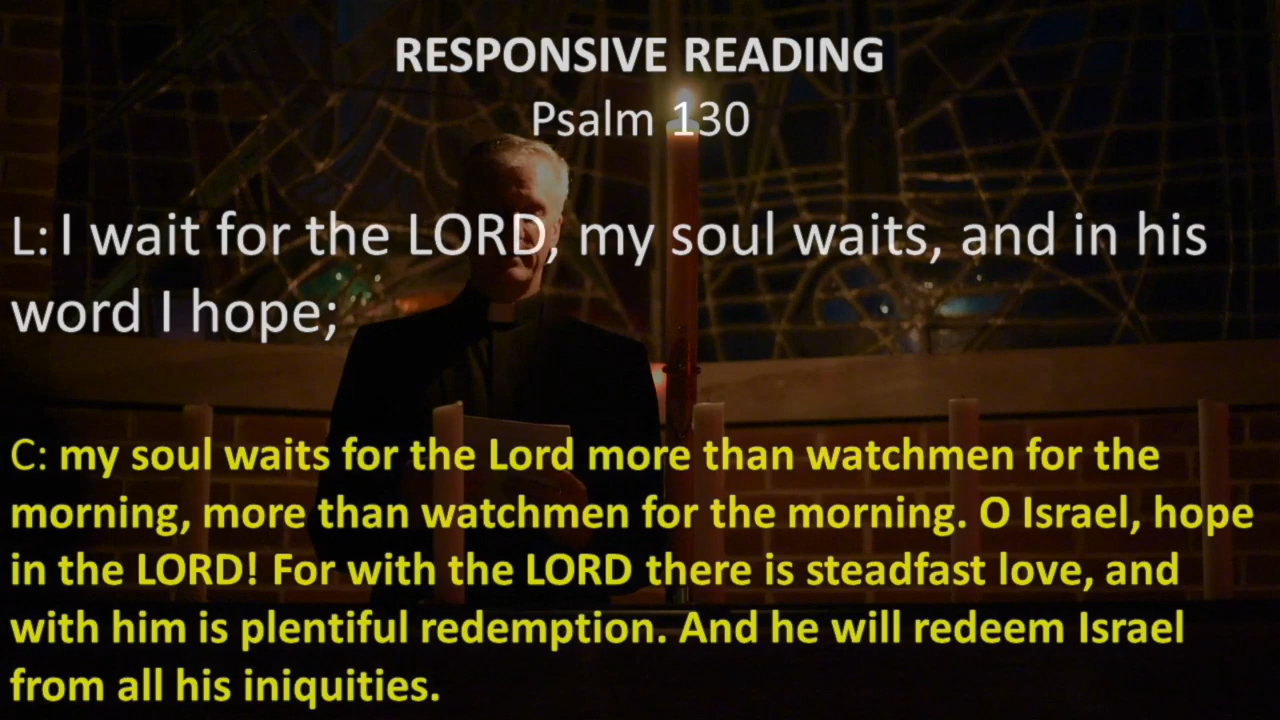 RESPONSIVE READING
Psalm 130
L: I wait for the LORD, my soul waits, and in his
word I hope;
C: my soul waits for the Lord more than watchmen for the
morning, more than watchmen for the morning. O Israel, hope
in the LORD! For with the LORD there is steadfast love, and
with him is plentiful redemption. And he will redeem Israel
from all his iniquities.